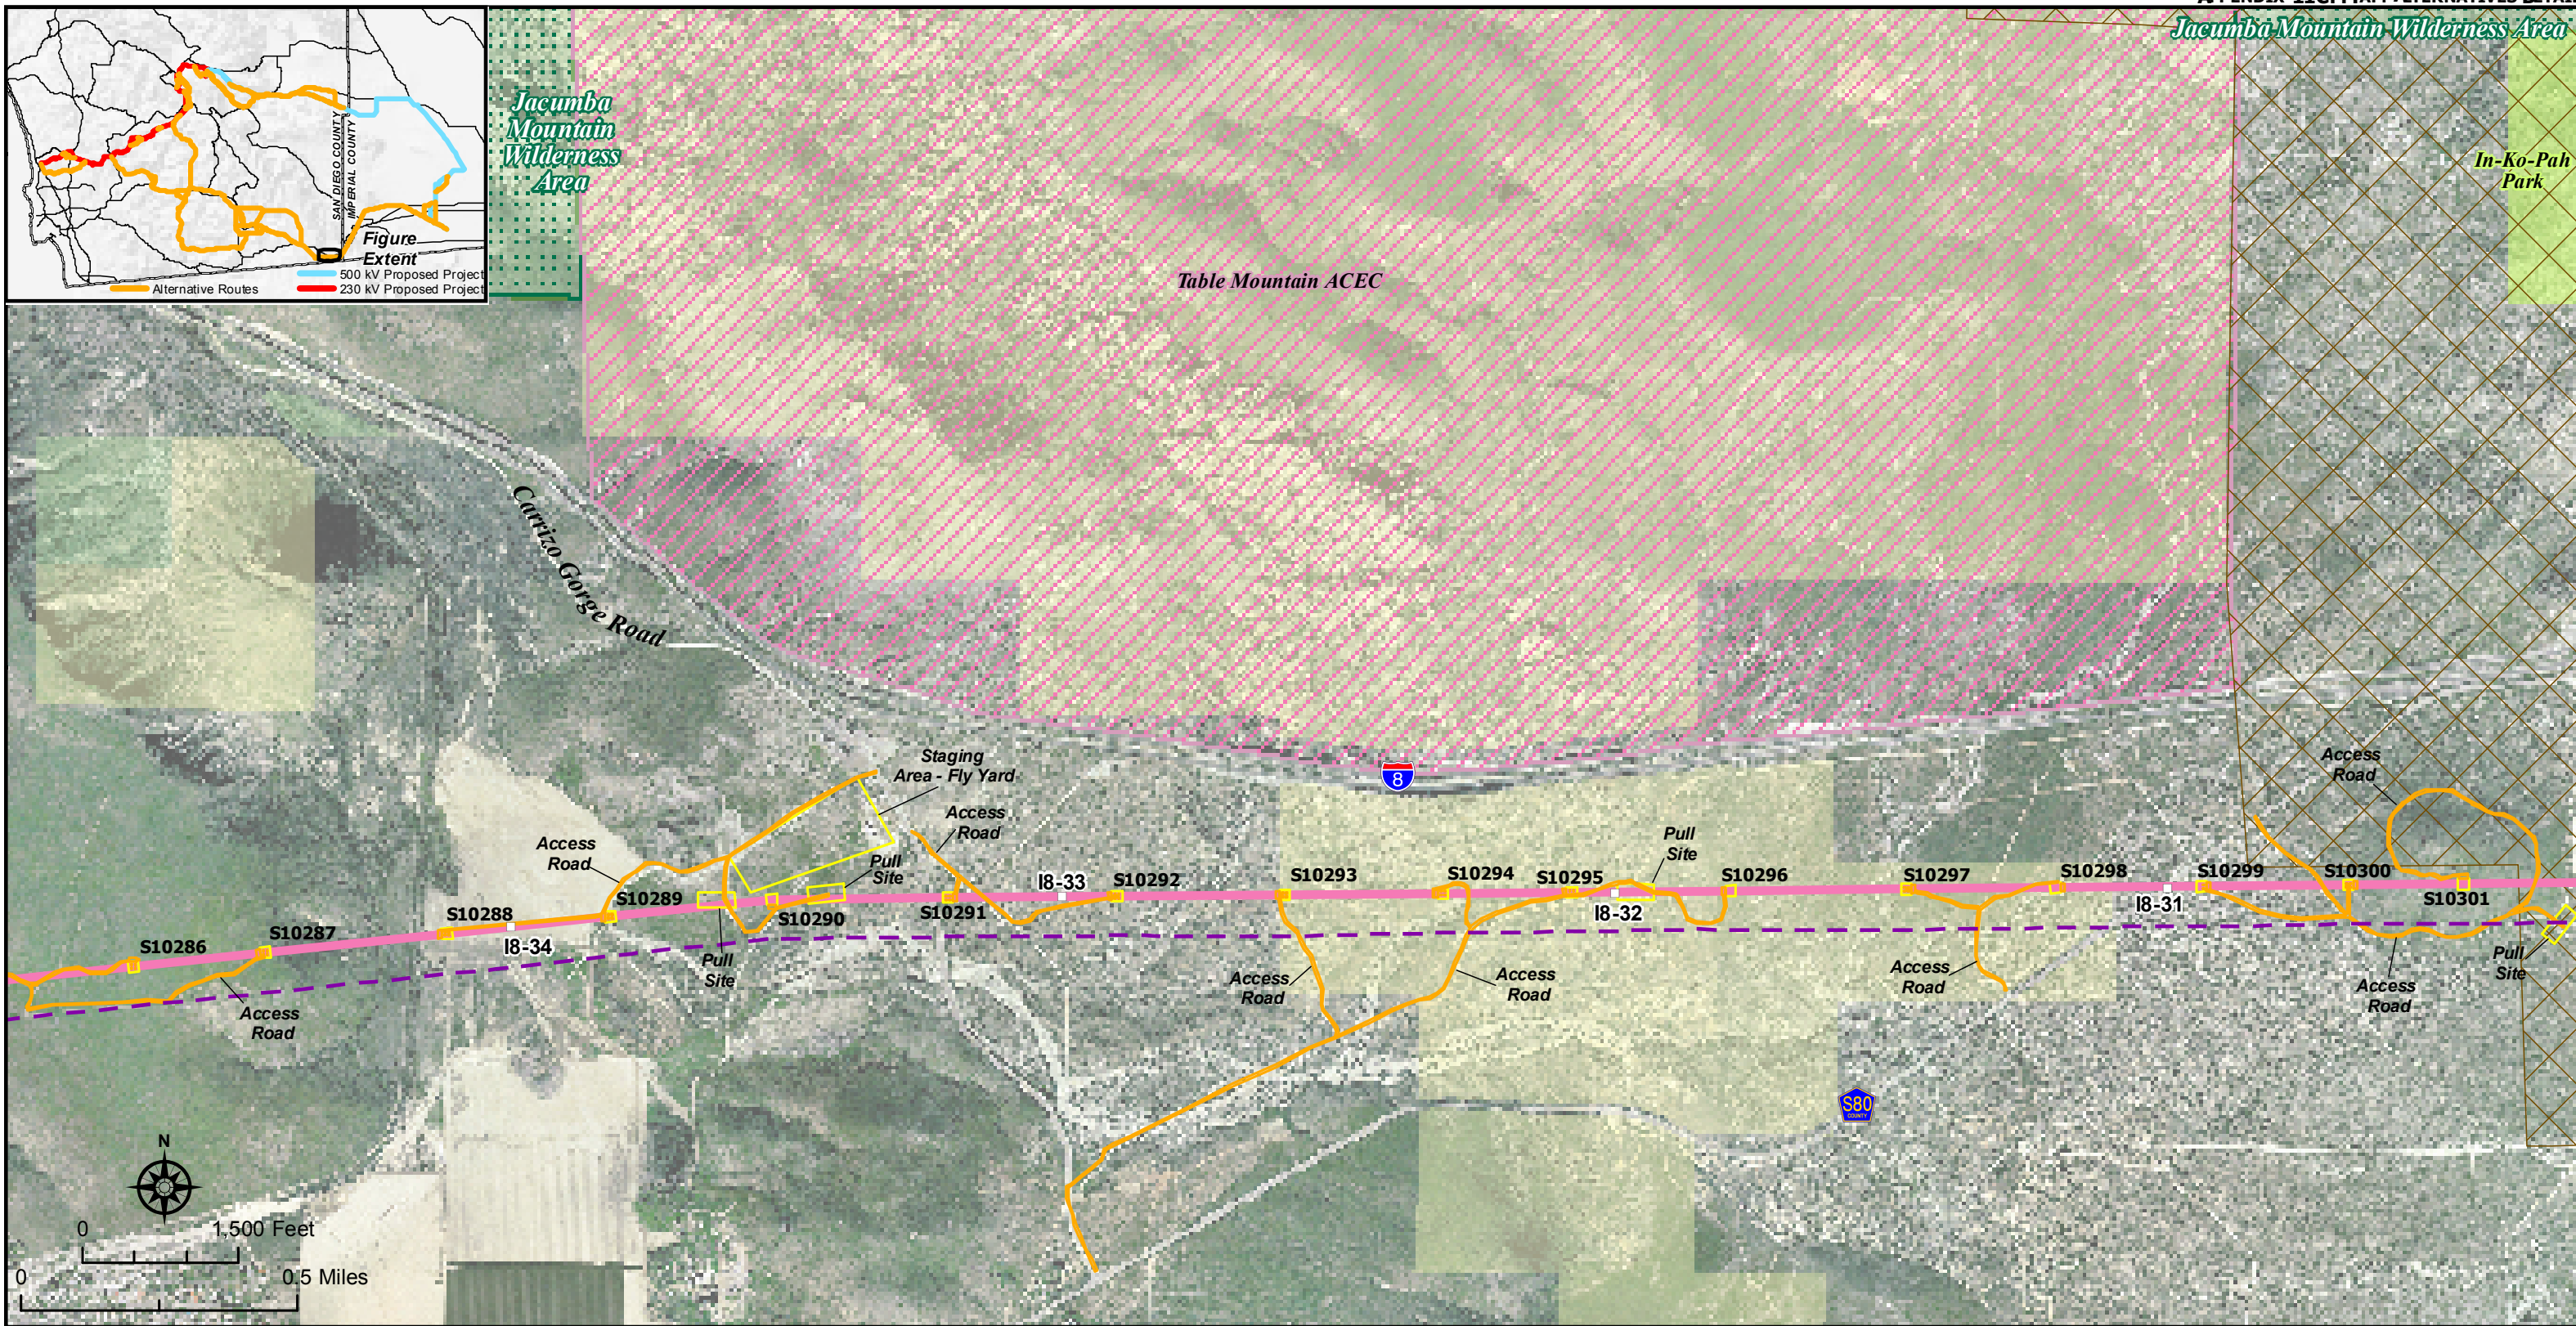 Jacumba Mountain Wilderness Area
In-Ko-Pah
Park
Jacumba
Mountain
Wilderness
Area
SAN DIEGO COUNTY
IMPERIAL COUNTY
Figure
Extent
500 kV Proposed Project
Alternative Routes
230 kV Proposed Project
Table Mountain ACEC
Carrizo Gorge Road
8
Staging
Area - Fly Yard
Access
Road
Access
Road
Pull
Site
Pull
Site
Access
Road
S10286
S10287
S10288
S10289
S10290
S10291
S10292
S10293
S10294
S10295
S10296
S10297
S10298
S10299
S10300
S10301
I8-34
I8-33
I8-32
I8-31
Pull
Site
Access
Road
Access
Road
Access
Road
Access
Road
Access
Road
Access
Road
Pull
Site
S80
COUNTY
N
0 1,500 Feet
0 0.5 Miles